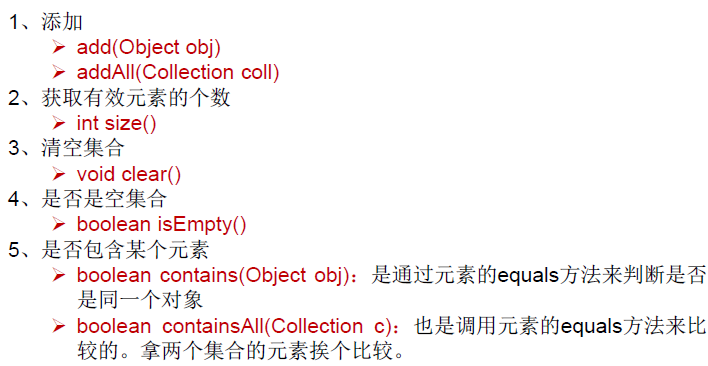 1、添加
➢ add(Object obj)
➢ addAll(Collection coll)
2、获取有效元素的个数
➢ int size()
3、清空集合
➢ void clear()
4、是否是空集合
➢ boolean isEmpty()
5、是否包含某个元素
➢ boolean contains(Object obj)：是通过元素的equals方法来判断是否
是同一个对象
➢ boolean containsAll(Collection c)：也是调用元素的equals方法来比
较的。拿两个集合的元素挨个比较。